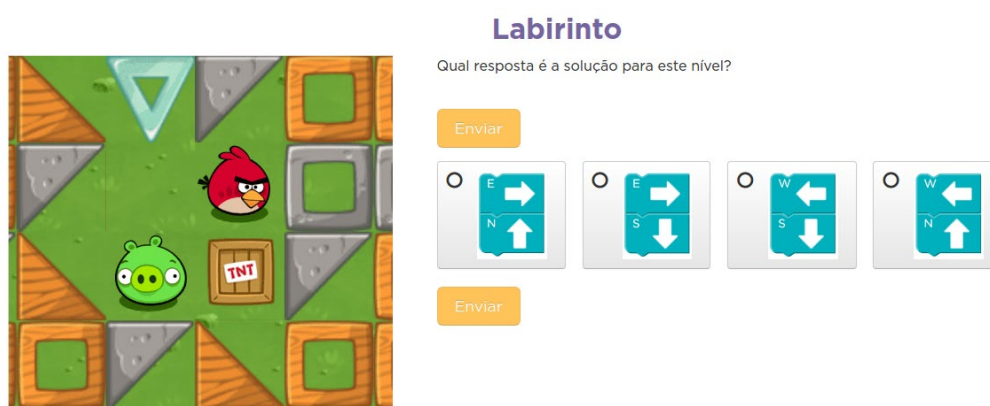 Labirinto
Qual resposta é a solução para este nível?
Enviar
E
N
E
S
W
S
W
N
TNT
Enviar